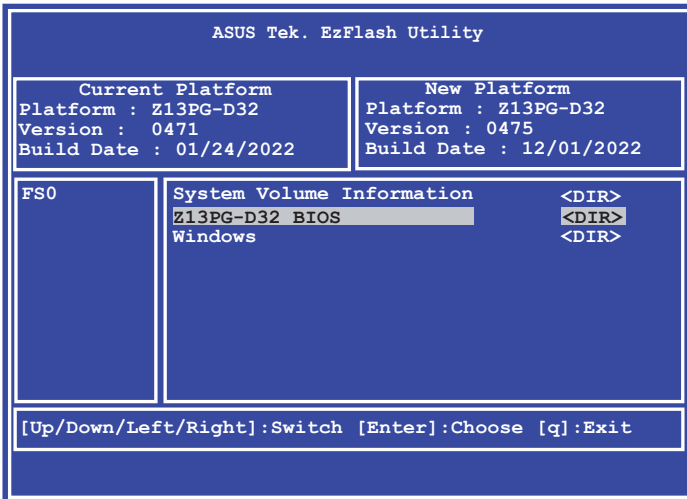 ASUS Tek. EzFlash Utility
Current Platform
Platform : Z13PG-D32
Version : 0471
Build Date : 01/24/2022
New Platform
Platform : Z13PG-D32
Version : 0475
Build Date : 12/01/2022
FS0
System Volume Information <DIR>
Z13PG-D32 BIOS <DIR>
Windows <DIR>
[Up/Down/Left/Right]:Switch [Enter]:Choose [q]:Exit